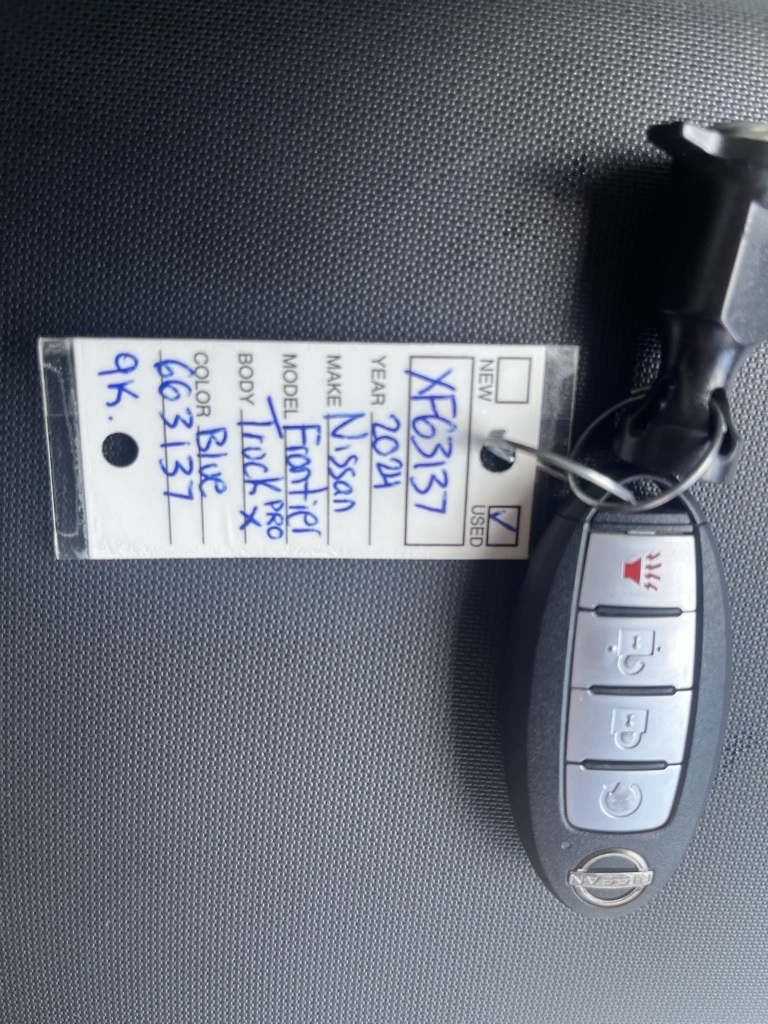 NEW USED
XF63137
YEAR 2024
MAKE Nissan
MODEL Frontier
BODY Truck PRO X
COLOR Blue
663137
9K.
NISSAN